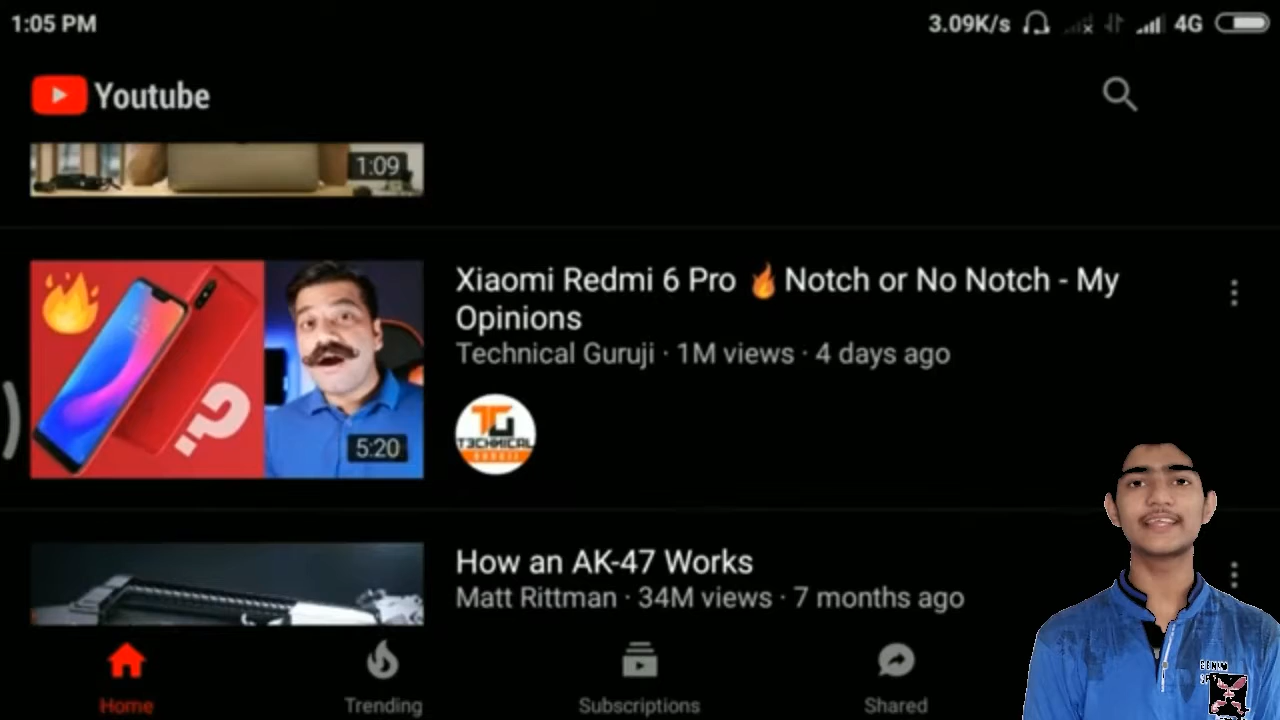 1:05 PM
3.09K/s 4G
Youtube
1:09
Xiaomi Redmi 6 Pro 🔥 Notch or No Notch - My
Opinions
Technical Guruji · 1M views · 4 days ago
5:20
TG
TECHNICAL
GURUJI
How an AK-47 Works
Matt Rittman · 34M views · 7 months ago
Home
Trending
Subscriptions
Shared